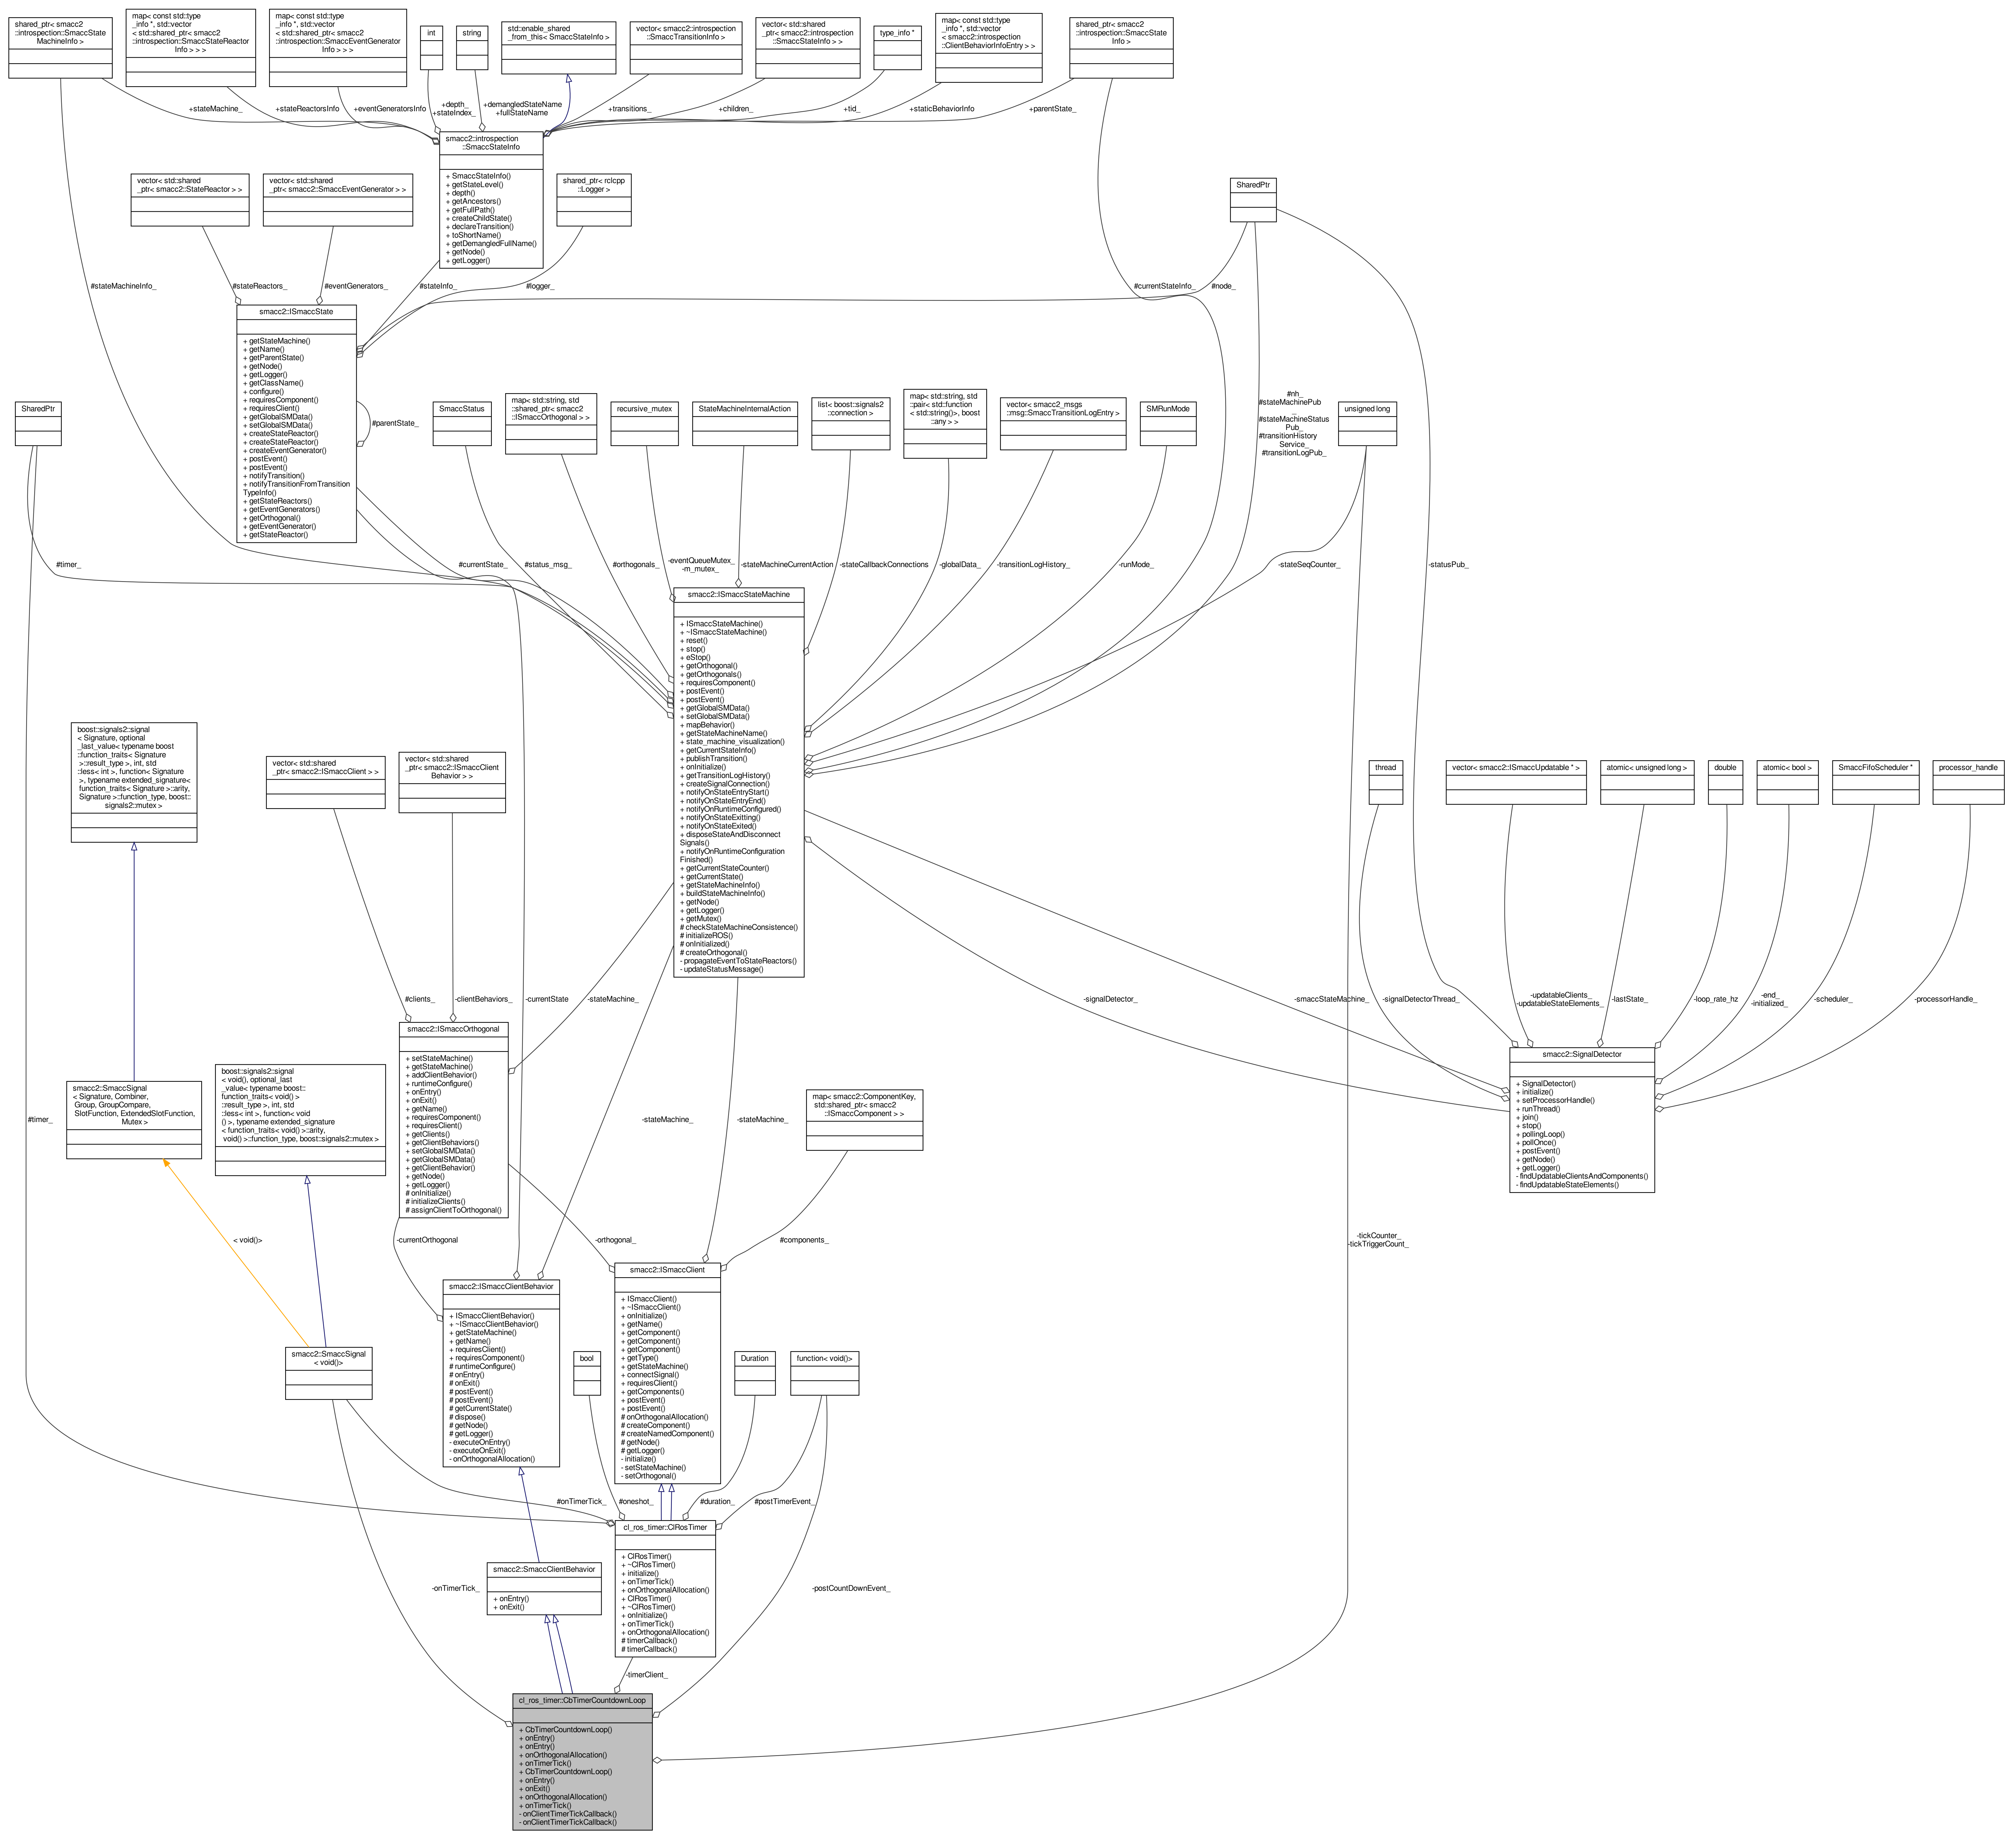 shared_ptr< smacc2
::introspection::SmaccState
MachineInfo >
map< const std::type
_info *, std::vector
< std::shared_ptr< smacc2
::introspection::SmaccStateReactor
Info > > >
map< const std::type
_info *, std::vector
< std::shared_ptr< smacc2
::introspection::SmaccEventGenerator
Info > > >
int
string
std::enable_shared
_from_this< SmaccStateInfo >
vector< smacc2::introspection
::SmaccTransitionInfo >
vector< std::shared
_ptr< smacc2::introspection
::SmaccStateInfo > >
type_info *
map< const std::type
_info *, std::vector
< smacc2::introspection
::ClientBehaviorInfoEntry > >
shared_ptr< smacc2
::introspection::SmaccState
Info >
+stateMachine_
+stateReactorsInfo
+eventGeneratorsInfo
+depth_
+stateIndex_
+demangledStateName
+fullStateName
+transitions_
+children_
+tid_
+staticBehaviorInfo
+parentState_
smacc2::introspection
::SmaccStateInfo
+ SmaccStateInfo()
+ getStateLevel()
+ depth()
+ getAncestors()
+ getFullPath()
+ createChildState()
+ declareTransition()
+ toShortName()
+ getDemangledFullName()
+ getNode()
+ getLogger()
vector< std::shared
_ptr< smacc2::StateReactor > >
vector< std::shared
_ptr< smacc2::SmaccEventGenerator > >
shared_ptr< rclcpp
::Logger >
SharedPtr
#stateMachineInfo_
#stateReactors_
#eventGenerators_
#stateInfo_
#logger_
#currentStateInfo_
#node_
smacc2::ISmaccState
+ getStateMachine()
+ getName()
+ getParentState()
+ getNode()
+ getLogger()
+ getClassName()
+ configure()
+ requiresComponent()
+ requiresClient()
+ getGlobalSMData()
+ setGlobalSMData()
+ createStateReactor()
+ createStateReactor()
+ createEventGenerator()
+ postEvent()
+ postEvent()
+ notifyTransition()
+ notifyTransitionFromTransition
TypeInfo()
+ getStateReactors()
+ getEventGenerators()
+ getOrthogonal()
+ getEventGenerator()
+ getStateReactor()
#parentState_
SharedPtr
SmaccStatus
map< std::string, std
::shared_ptr< smacc2
::ISmaccOrthogonal > >
recursive_mutex
StateMachineInternalAction
list< boost::signals2
::connection >
map< std::string, std
::pair< std::function
< std::string()>, boost
::any > >
vector< smacc2_msgs
::msg::SmaccTransitionLogEntry >
SMRunMode
#nh_
#stateMachinePub
_
#stateMachineStatus
Pub_
#transitionHistory
Service_
#transitionLogPub_
unsigned long
#timer_
#currentState_
#status_msg_
#orthogonals_
-eventQueueMutex_
-m_mutex_
-stateMachineCurrentAction
-stateCallbackConnections
-globalData_
-transitionLogHistory_
-runMode_
-stateSeqCounter_
-statusPub_
smacc2::ISmaccStateMachine
+ ISmaccStateMachine()
+ ~ISmaccStateMachine()
+ reset()
+ stop()
+ eStop()
+ getOrthogonal()
+ getOrthogonals()
+ requiresComponent()
+ postEvent()
+ postEvent()
+ getGlobalSMData()
+ setGlobalSMData()
+ mapBehavior()
+ getStateMachineName()
+ state_machine_visualization()
+ getCurrentStateInfo()
+ publishTransition()
+ onInitialize()
+ getTransitionLogHistory()
+ createSignalConnection()
+ notifyOnStateEntryStart()
+ notifyOnStateEntryEnd()
+ notifyOnRuntimeConfigured()
+ notifyOnStateExitting()
+ notifyOnStateExited()
+ disposeStateAndDisconnect
Signals()
+ notifyOnRuntimeConfiguration
Finished()
+ getCurrentStateCounter()
+ getCurrentState()
+ getStateMachineInfo()
+ buildStateMachineInfo()
+ getNode()
+ getLogger()
+ getMutex()
# checkStateMachineConsistence()
# initializeROS()
# onInitialized()
# createOrthogonal()
- propagateEventToStateReactors()
- updateStatusMessage()
boost::signals2::signal
< Signature, optional
_last_value< typename boost
::function_traits< Signature
>::result_type >, int, std
::less< int >, function< Signature
>, typename extended_signature<
function_traits< Signature >::arity,
Signature >::function_type, boost::
signals2::mutex >
vector< std::shared
_ptr< smacc2::ISmaccClient > >
vector< std::shared
_ptr< smacc2::ISmaccClient
Behavior > >
thread
vector< smacc2::ISmaccUpdatable * >
atomic< unsigned long >
double
atomic< bool >
SmaccFifoScheduler *
processor_handle
#clients_
-clientBehaviors_
-currentState
-stateMachine_
-signalDetector_
-smaccStateMachine_
-signalDetectorThread_
-updatableClients_
-updatableStateElements_
-lastState_
-loop_rate_hz
-end_
-initialized_
-scheduler_
-processorHandle_
smacc2::ISmaccOrthogonal
+ setStateMachine()
+ getStateMachine()
+ addClientBehavior()
+ runtimeConfigure()
+ onEntry()
+ onExit()
+ getName()
+ requiresComponent()
+ requiresClient()
+ getClients()
+ getClientBehaviors()
+ setGlobalSMData()
+ getGlobalSMData()
+ getClientBehavior()
+ getNode()
+ getLogger()
# onInitialize()
# initializeClients()
# assignClientToOrthogonal()
smacc2::SignalDetector
+ SignalDetector()
+ initialize()
+ setProcessorHandle()
+ runThread()
+ join()
+ stop()
+ pollingLoop()
+ pollOnce()
+ postEvent()
+ getNode()
+ getLogger()
- findUpdatableClientsAndComponents()
- findUpdatableStateElements()
smacc2::SmaccSignal
< Signature, Combiner,
Group, GroupCompare,
SlotFunction, ExtendedSlotFunction,
Mutex >
boost::signals2::signal
< void(), optional_last
_value< typename boost::
function_traits< void() >
::result_type >, int, std
::less< int >, function< void
() >, typename extended_signature
< function_traits< void() >::arity,
void() >::function_type, boost::signals2::mutex >
#timer_
-stateMachine_
-stateMachine_
map< smacc2::ComponentKey,
std::shared_ptr< smacc2
::ISmaccComponent > >
< void()>
-currentOrthogonal
-orthogonal_
#components_
-tickCounter_
-tickTriggerCount_
smacc2::ISmaccClientBehavior
+ ISmaccClientBehavior()
+ ~ISmaccClientBehavior()
+ getStateMachine()
+ getName()
+ requiresClient()
+ requiresComponent()
# runtimeConfigure()
# onEntry()
# onExit()
# postEvent()
# postEvent()
# getCurrentState()
# dispose()
# getNode()
# getLogger()
- executeOnEntry()
- executeOnExit()
- onOrthogonalAllocation()
smacc2::ISmaccClient
+ ISmaccClient()
+ ~ISmaccClient()
+ onInitialize()
+ getName()
+ getComponent()
+ getComponent()
+ getComponent()
+ getType()
+ getStateMachine()
+ connectSignal()
+ requiresClient()
+ getComponents()
+ postEvent()
+ postEvent()
# onOrthogonalAllocation()
# createComponent()
# createNamedComponent()
# getNode()
# getLogger()
- initialize()
- setStateMachine()
- setOrthogonal()
smacc2::SmaccSignal
< void()>
bool
Duration
function< void()>
#onTimerTick_
#oneshot_
#duration_
#postTimerEvent_
cl_ros_timer::ClRosTimer
+ ClRosTimer()
+ ~ClRosTimer()
+ initialize()
+ onTimerTick()
+ onOrthogonalAllocation()
+ ClRosTimer()
+ ~ClRosTimer()
+ onInitialize()
+ onTimerTick()
+ onOrthogonalAllocation()
# timerCallback()
# timerCallback()
smacc2::SmaccClientBehavior
+ onEntry()
+ onExit()
-onTimerTick_
-postCountDownEvent_
-timerClient_
cl_ros_timer::CbTimerCountdownLoop
+ CbTimerCountdownLoop()
+ onEntry()
+ onEntry()
+ onOrthogonalAllocation()
+ onTimerTick()
+ CbTimerCountdownLoop()
+ onEntry()
+ onExit()
+ onOrthogonalAllocation()
+ onTimerTick()
- onClientTimerTickCallback()
- onClientTimerTickCallback()